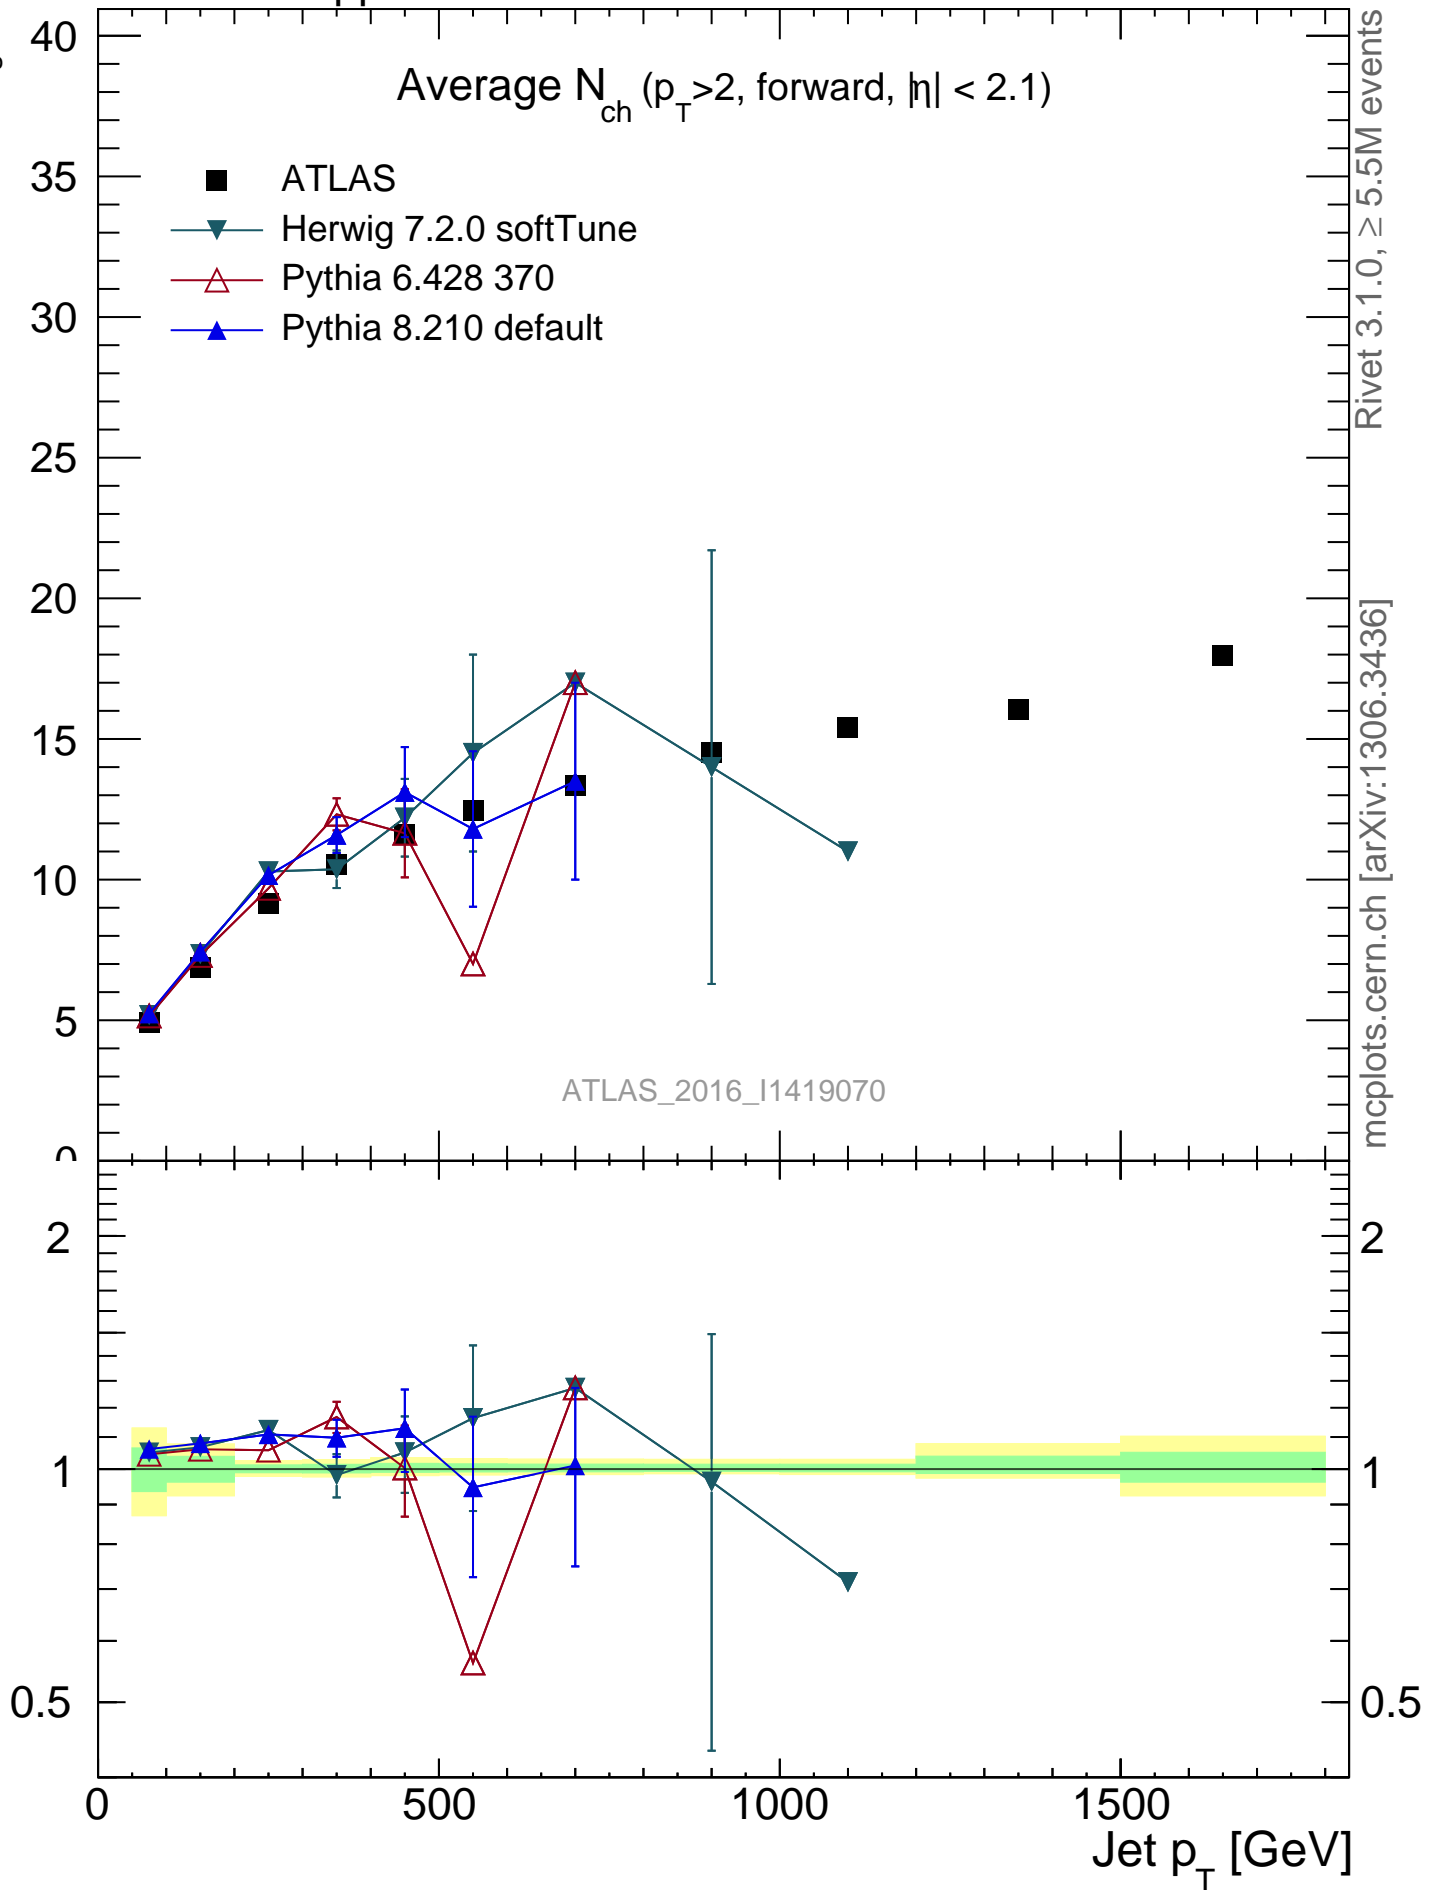 40
35
30
25
20
15
10
5
0
Average N_ch (p_T>2, forward, |η| < 2.1)
ATLAS
Herwig 7.2.0 softTune
Pythia 6.428 370
Pythia 8.210 default
ATLAS_2016_I1419070
Rivet 3.1.0, ≥ 5.5M events
mcplots.cern.ch [arXiv:1306.3436]
2
1
0.5
2
1
0.5
0
500
1000
1500
Jet p_T [GeV]